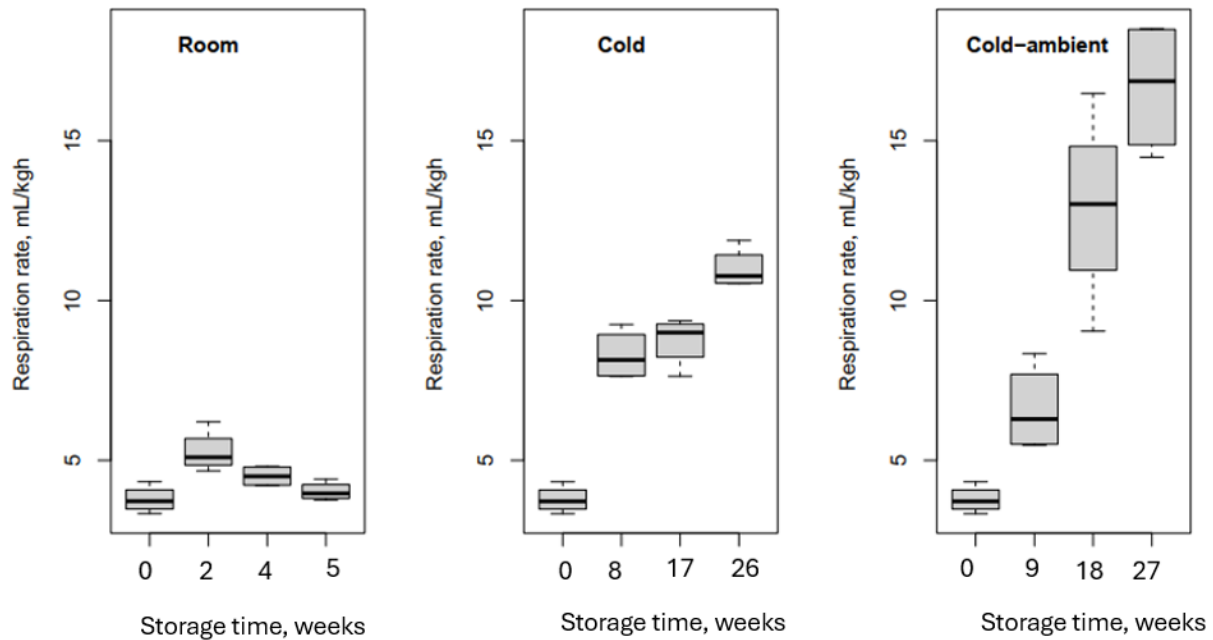 Room
Respiration rate, mL/kgh
15
10
5
0 2 4 5
Storage time, weeks
Cold
Respiration rate, mL/kgh
15
10
5
0 8 17 26
Storage time, weeks
Cold−ambient
Respiration rate, mL/kgh
15
10
5
0 9 18 27
Storage time, weeks